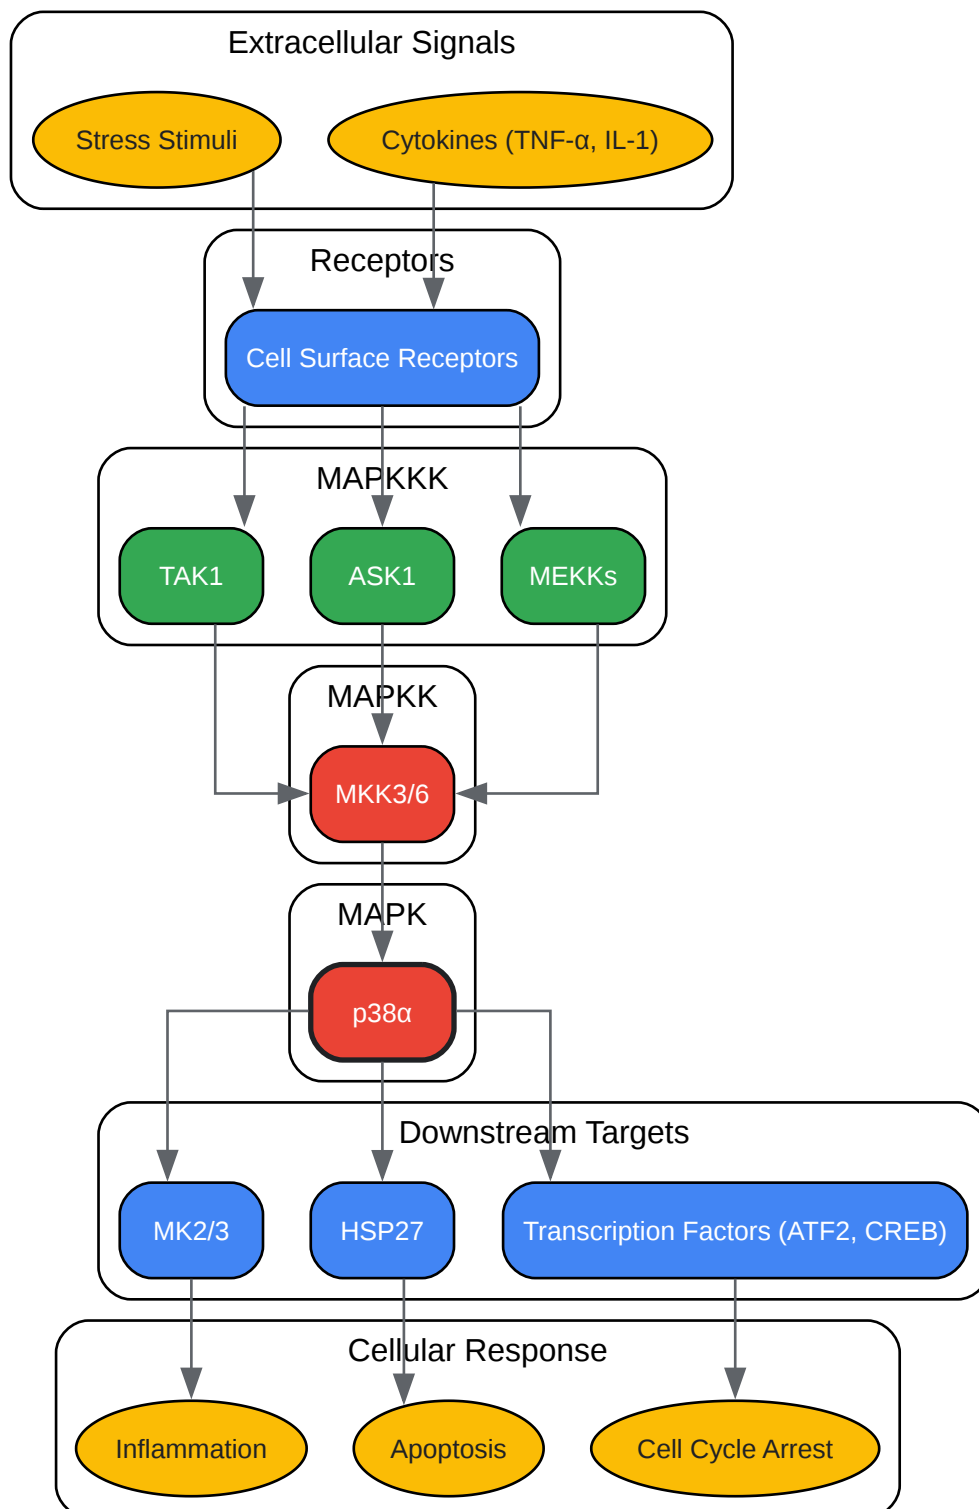 Extracellular Signals
Stress Stimuli
Cytokines (TNF-α, IL-1)
Receptors
Cell Surface Receptors
MAPKKK
TAK1
ASK1
MEKKs
MAPKK
MKK3/6
MAPK
p38α
Downstream Targets
MK2/3
HSP27
Transcription Factors (ATF2, CREB)
Cellular Response
Inflammation
Apoptosis
Cell Cycle Arrest